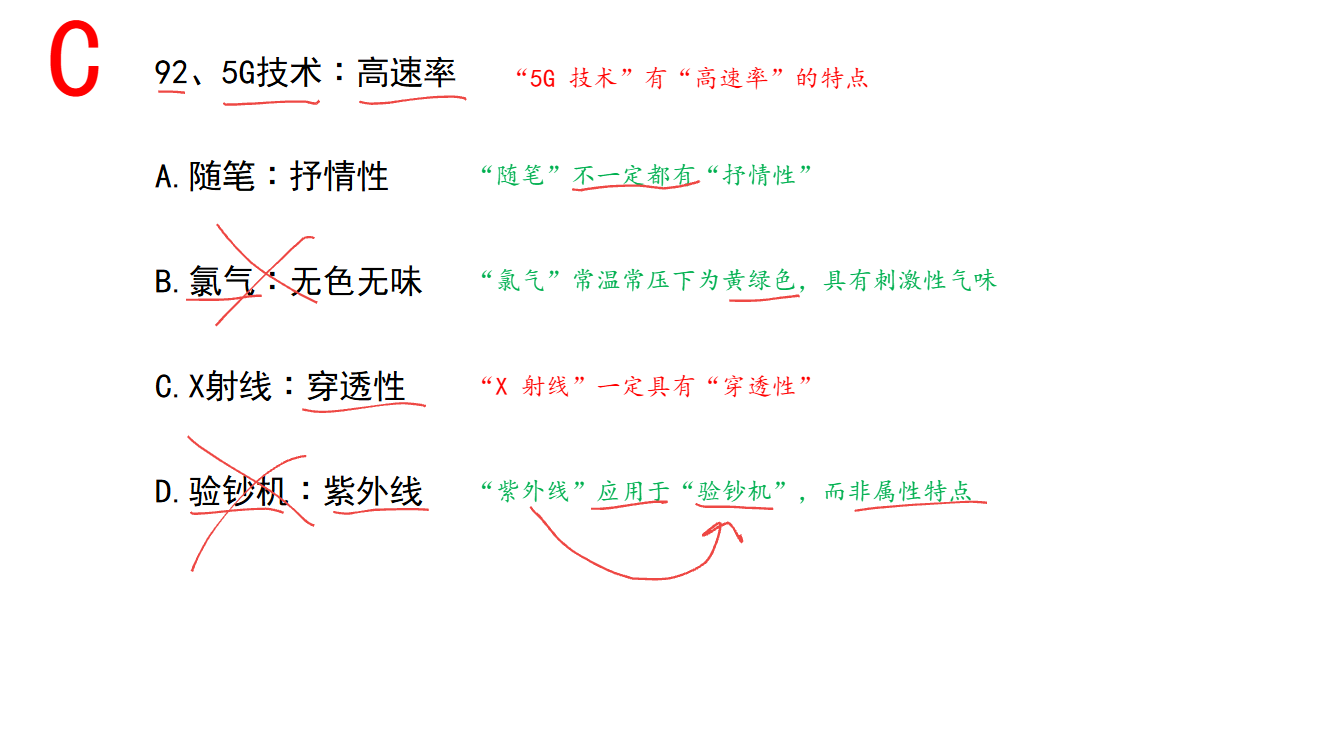 C
92、5G技术：高速率 “5G 技术”有“高速率”的特点
A.随笔：抒情性 “随笔”不一定都有“抒情性”
B.氯气：无色无味 “氯气”常温常压下为黄绿色，具有刺激性气味
C.X射线：穿透性 “X 射线”一定具有“穿透性”
D.验钞机：紫外线 “紫外线”应用于“验钞机”，而非属性特点